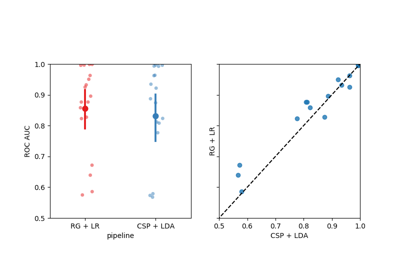 1.0
0.9
0.8
0.7
0.6
0.5
ROC AUC
RG + LR
CSP + LDA
pipeline
RG + LR
0.5
0.6
0.7
0.8
0.9
1.0
CSP + LDA